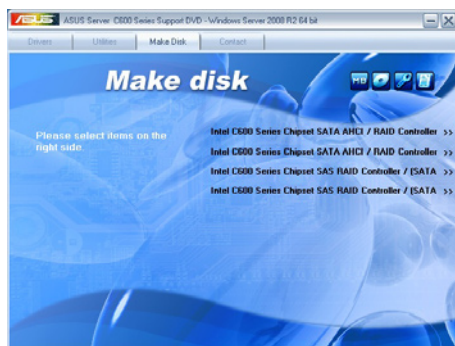 ASUS
ASUS Server C600 Series Support DVD - Windows Server 2008 R2 64 bit
Drivers
Utilities
Make Disk
Contact
Make disk
Please select items on the
right side.
Intel C600 Series Chipset SATA AHCI / RAID Controller >>
Intel C600 Series Chipset SATA AHCI / RAID Controller >>
Intel C600 Series Chipset SAS RAID Controller / (SATA >>
Intel C600 Series Chipset SAS RAID Controller / (SATA >>